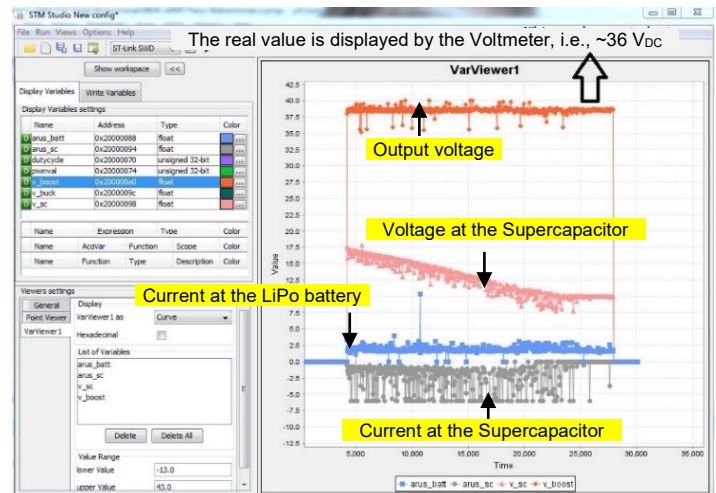 STM Studio New config*
File Run Views Options Help
ST-Link SWD
The real value is displayed by the Voltmeter, i.e., ~36 VDC
Show workspace <<
Display Variables Write Variables
Display Variables settings
Name Address Type Color
arus_batt 0x20000088 float
arus_sc 0x20000094 float
dutycycle 0x20000070 unsigned 32-bit
pwmval 0x20000074 unsigned 32-bit
v_boost 0x200000a0 float
v_buck 0x2000009c float
v_sc 0x20000098 float
Name Expression Type Color
Name AcqVar Function Scope Color
Name Function Type Description Color
Viewers settings
General
Point Viewer
VarViewer1
Display
VarViewer1 as Curve
Hexadecimal
List of Variables
arus_batt
arus_sc
v_sc
v_boost
Delete Delete All
Value Range
lower Value -13.0
upper Value 43.0
VarViewer1
42.5
40.0
37.5
35.0
32.5
30.0
27.5
25.0
22.5
20.0
17.5
15.0
12.5
10.0
7.5
5.0
2.5
0.0
-2.5
-5.0
-7.5
-10.0
-12.5
Value
Output voltage
Voltage at the Supercapacitor
Current at the LiPo battery
Current at the Supercapacitor
5.000 10.000 15.000 20.000 25.000 30.000 35.000
Time
arus_batt arus_sc v_sc v_boost